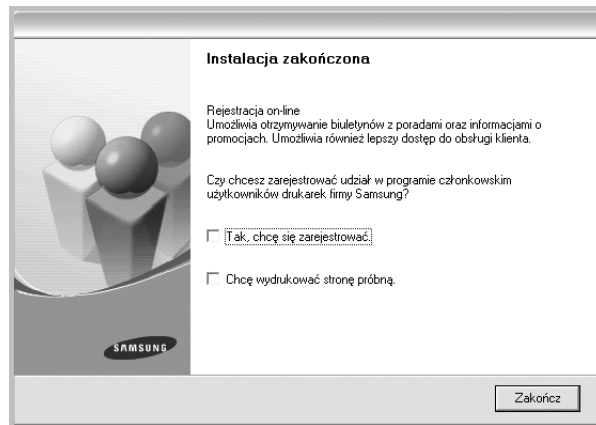 Instalacja zakończona
Rejestracja on-line
Umożliwia otrzymywanie biuletynów z poradami oraz informacjami o
promocjach. Umożliwia również lepszy dostęp do obsługi klienta.
Czy chcesz zarejestrować udział w programie członkowskim
użytkowników drukarek firmy Samsung?
Tak, chcę się zarejestrować.
Chcę wydrukować stronę próbną.
SAMSUNG
Zakończ